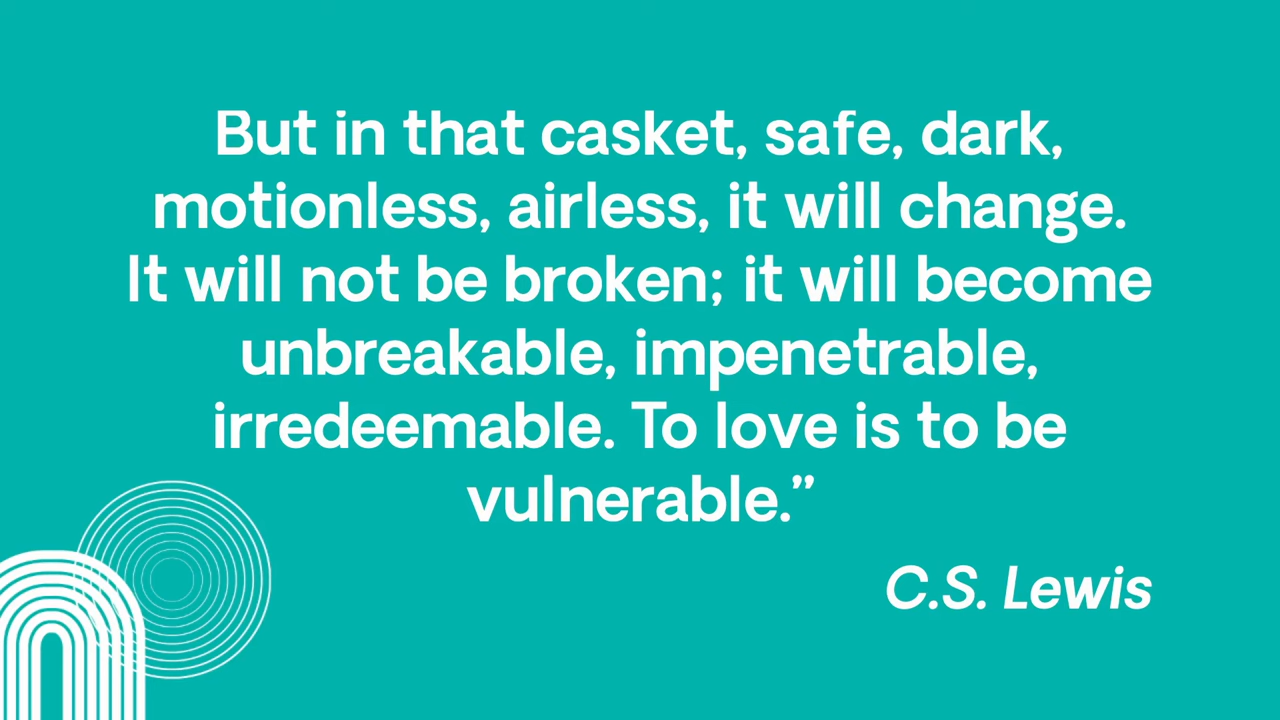 But in that casket, safe, dark,
motionless, airless, it will change.
It will not be broken; it will become
unbreakable, impenetrable,
irredeemable. To love is to be
vulnerable.”
C.S. Lewis